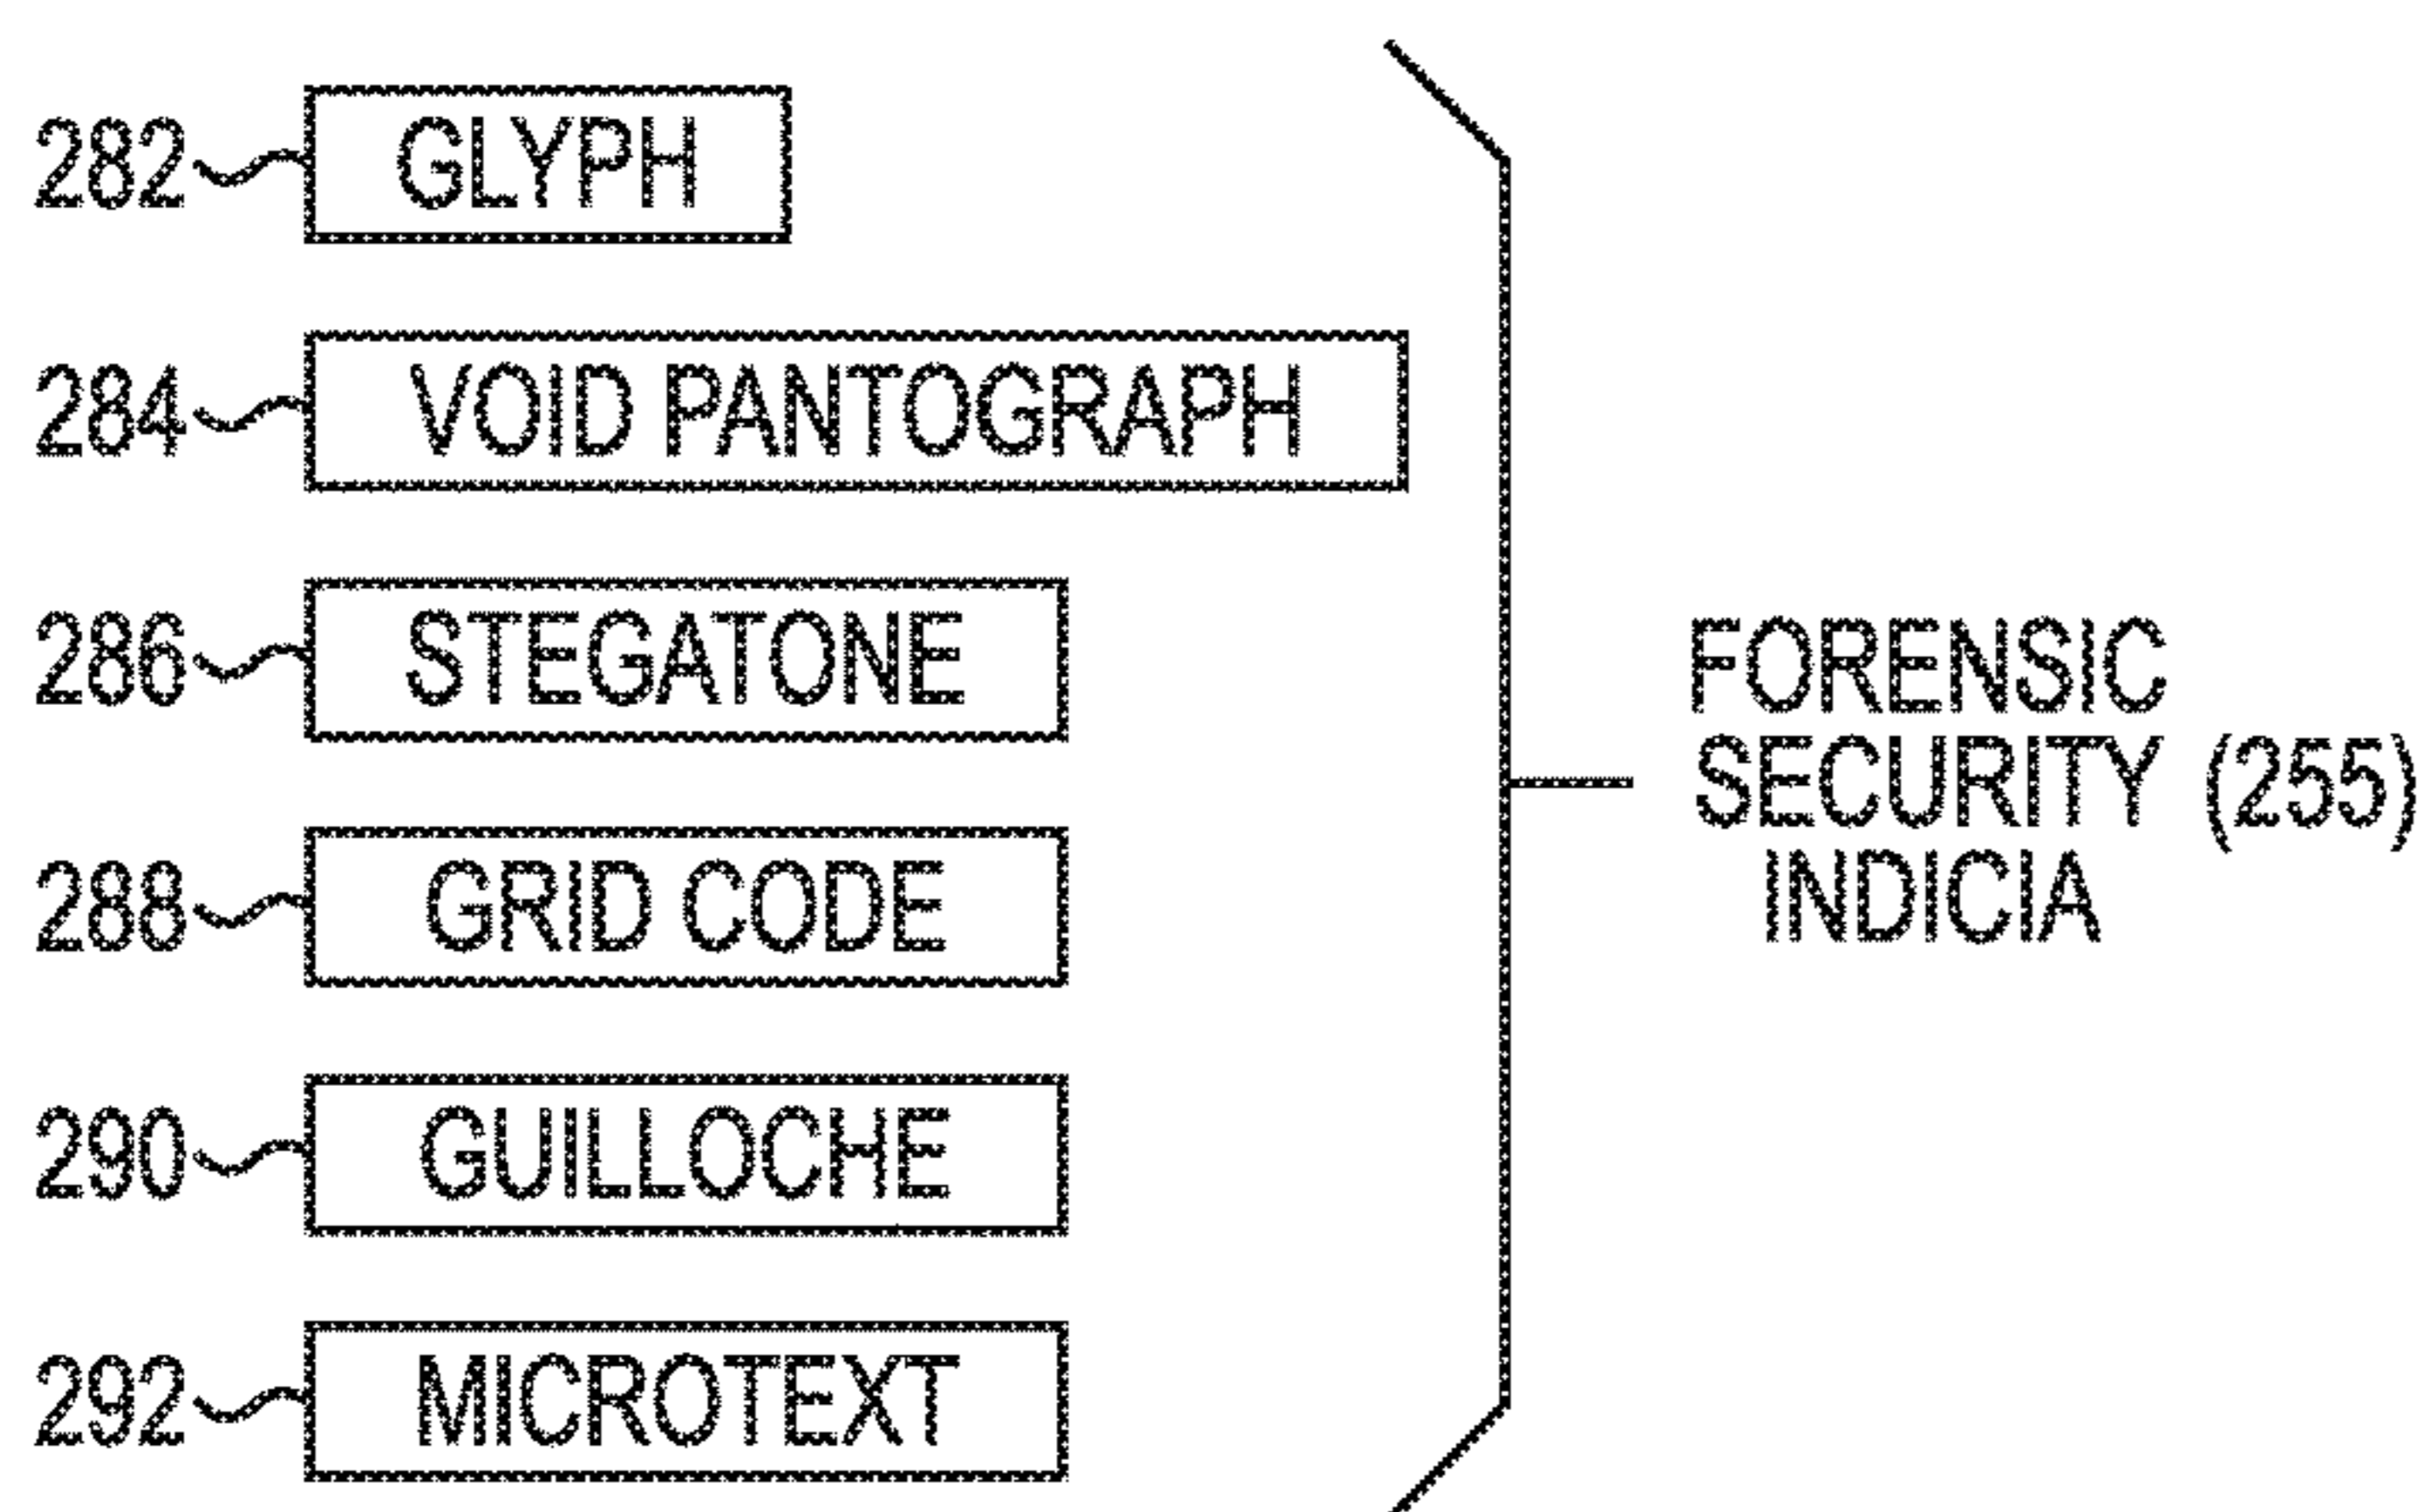 282 GLYPH
284 VOID PANTOGRAPH
286 STEGATONE
288 GRID CODE
290 GUILLOCHE
292 MICROTEXT
FORENSIC
SECURITY (255)
INDICIA